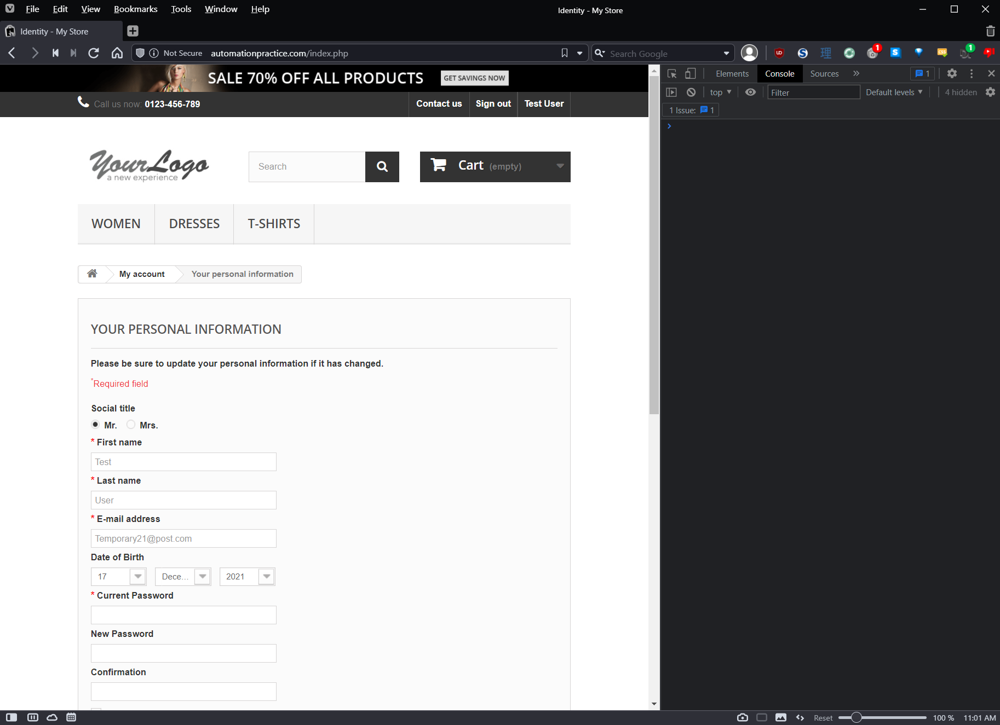 File Edit View Bookmarks Tools Window Help
Identity - My Store
Identity - My Store
Not Secure automationpractice.com/index.php
Search Google
1
1
SALE 70% OFF ALL PRODUCTS GET SAVINGS NOW
Call us now: 0123-456-789
Contact us Sign out Test User
YourLogo
a new experience
Search
Cart (empty)
WOMEN DRESSES T-SHIRTS
My account Your personal information
YOUR PERSONAL INFORMATION
Please be sure to update your personal information if it has changed.
*Required field
Social title
Mr. Mrs.
* First name
Test
* Last name
User
* E-mail address
Temporary21@post.com
Date of Birth
17 Dece... 2021
* Current Password
New Password
Confirmation
Elements Console Sources » 1
top Filter Default levels 4 hidden
1 Issue: 1
Reset 100 % 11:01 AM